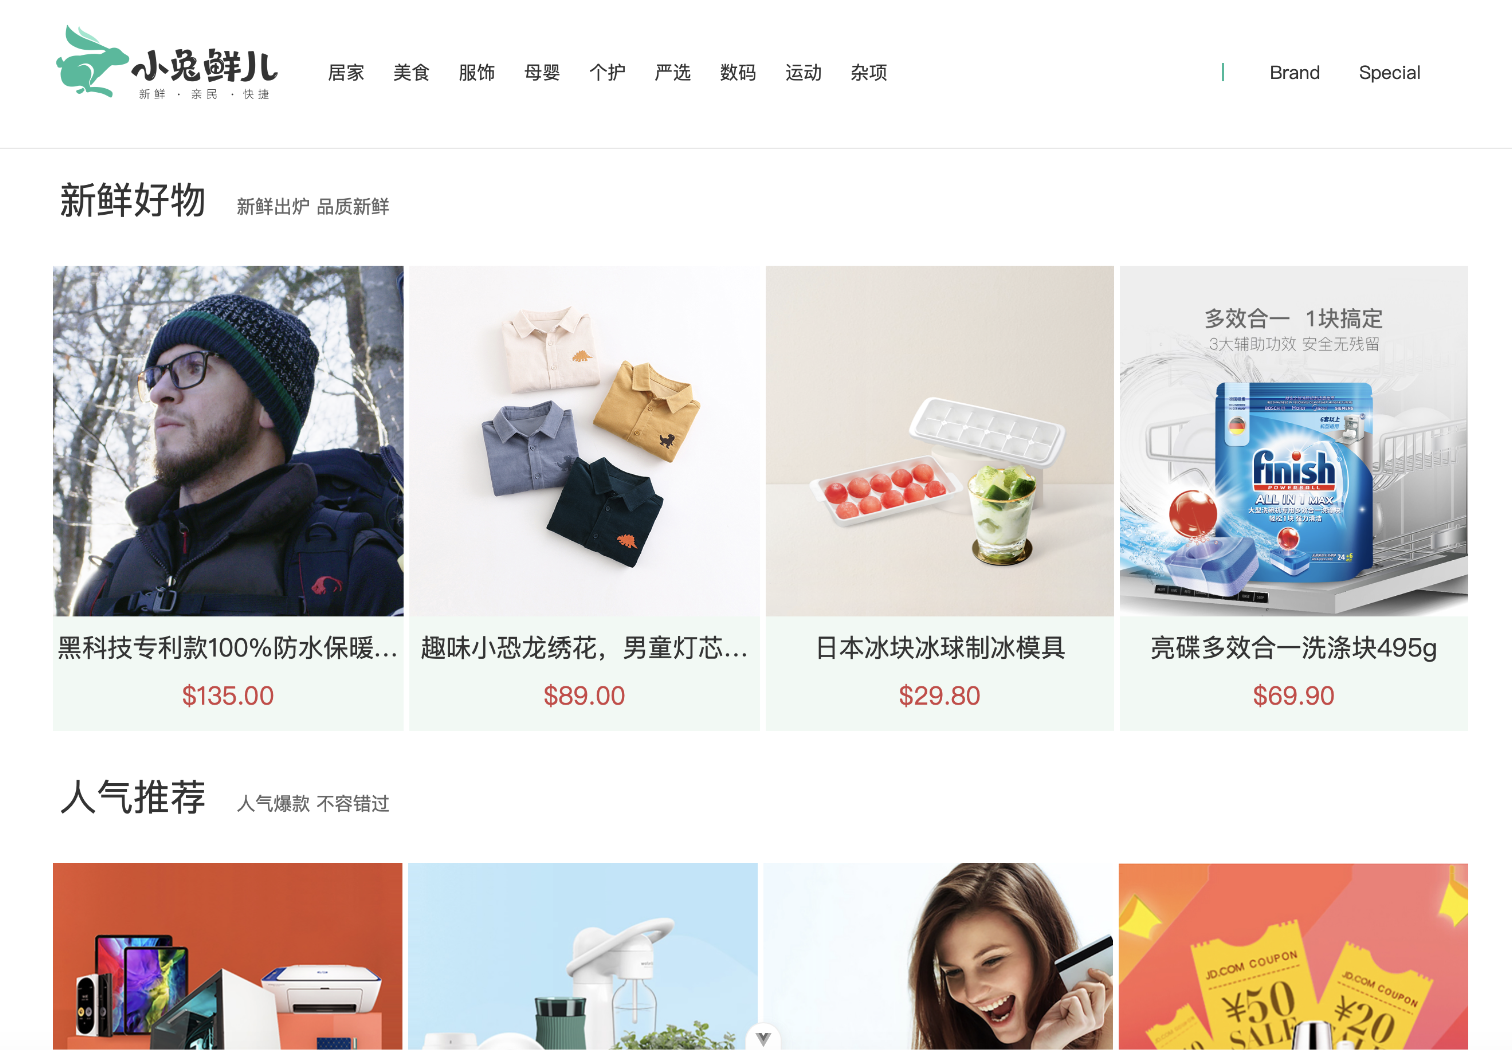 小兔鲜儿
新鲜 · 亲民 · 快捷
居家 美食 服饰 母婴 个护 严选 数码 运动 杂项
Brand Special
新鲜好物 新鲜出炉 品质新鲜
多效合一 1块搞定
3大辅助功效 安全无残留
finish
POWERBALL
ALL IN 1 MAX
黑科技专利款100%防水保暖...
$135.00
趣味小恐龙绣花，男童灯芯...
$89.00
日本冰块冰球制冰模具
$29.80
亮碟多效合一洗涤块495g
$69.90
人气推荐 人气爆款 不容错过
JD.COM COUPON
¥50
SALE
JD.COM COUPON
¥20